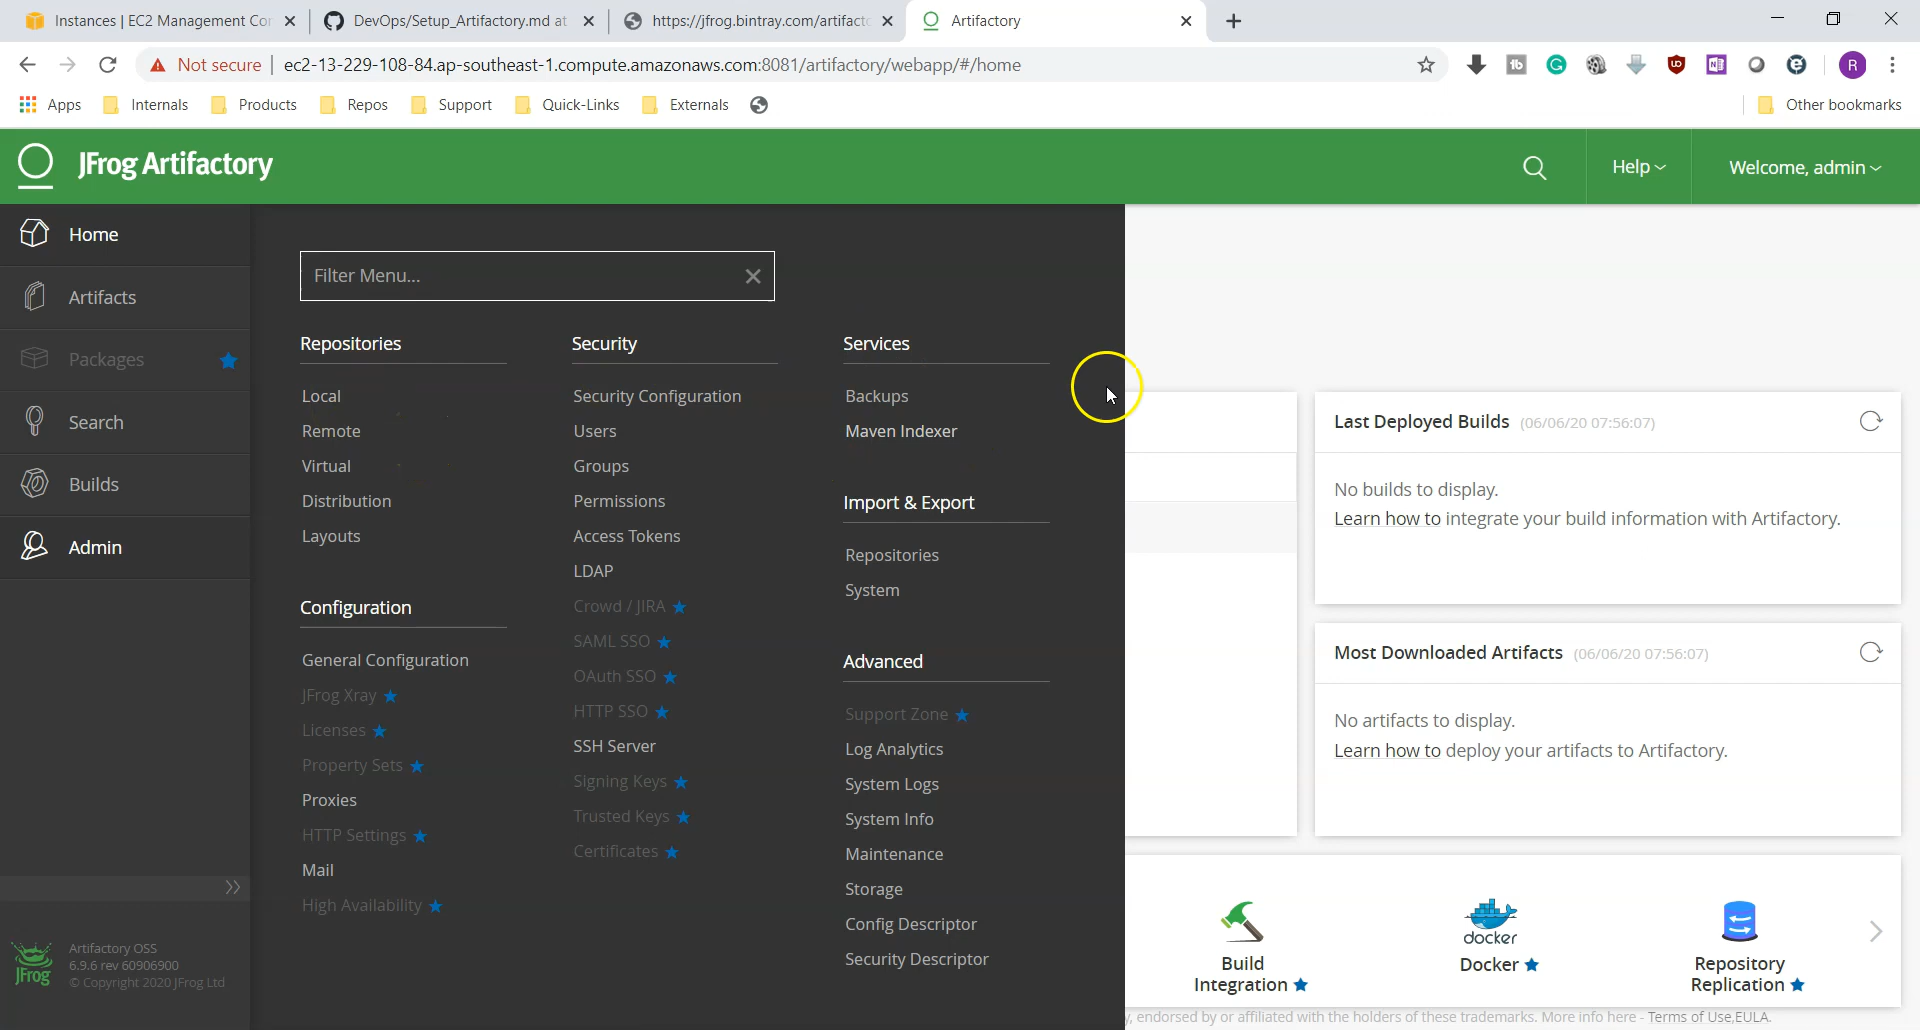 Instances | EC2 Management Con
DevOps/Setup_Artifactory.md at
https://jfrog.bintray.com/artifacto
Artifactory
Not secure
ec2-13-229-108-84.ap-southeast-1.compute.amazonaws.com:8081/artifactory/webapp/#/home
R
Apps
Internals
Products
Repos
Support
Quick-Links
Externals
Other bookmarks
JFrog Artifactory
Help
Welcome, admin
Home
Artifacts
Packages
Search
Builds
Admin
Filter Menu...
Repositories
Local
Remote
Virtual
Distribution
Layouts
Configuration
General Configuration
JFrog Xray
Licenses
Property Sets
Proxies
HTTP Settings
Mail
High Availability
Security
Security Configuration
Users
Groups
Permissions
Access Tokens
LDAP
Crowd / JIRA
SAML SSO
OAuth SSO
HTTP SSO
SSH Server
Signing Keys
Trusted Keys
Certificates
Services
Backups
Maven Indexer
Import & Export
Repositories
System
Advanced
Support Zone
Log Analytics
System Logs
System Info
Maintenance
Storage
Config Descriptor
Security Descriptor
Last Deployed Builds (06/06/20 07:56:07)
No builds to display.
Learn how to integrate your build information with Artifactory.
Most Downloaded Artifacts (06/06/20 07:56:07)
No artifacts to display.
Learn how to deploy your artifacts to Artifactory.
Build
Integration
docker
Docker
Repository
Replication
JFrog
Artifactory OSS
6.9.6 rev 60906900
© Copyright 2020 JFrog Ltd
y, endorsed by or affiliated with the holders of these trademarks. More info here - Terms of Use,EULA.